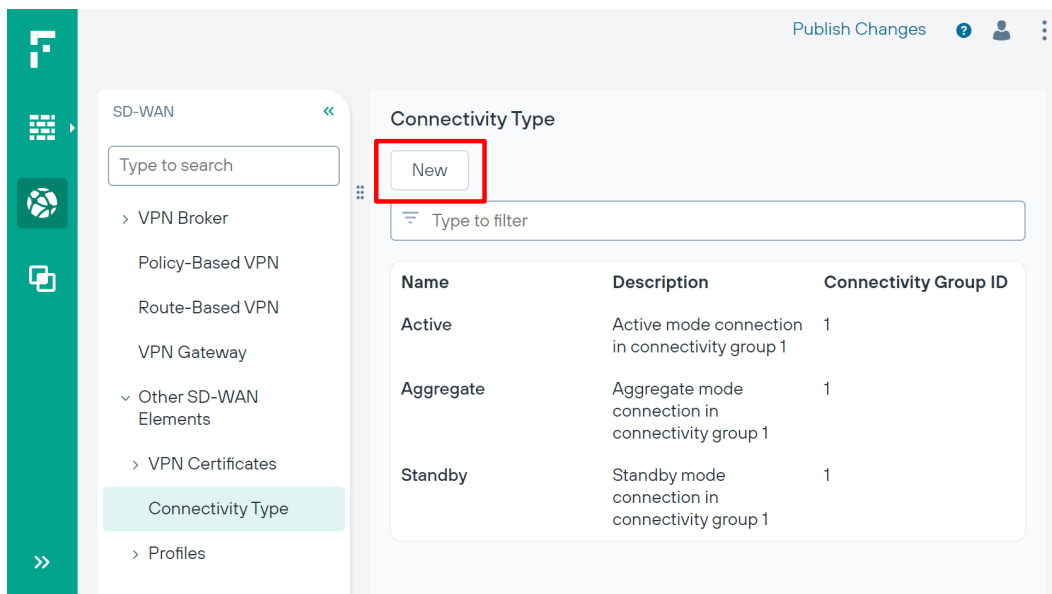 Publish Changes
SD-WAN
Type to search
VPN Broker
Policy-Based VPN
Route-Based VPN
VPN Gateway
Other SD-WAN
Elements
VPN Certificates
Connectivity Type
Profiles
Connectivity Type
New
Type to filter
Name Description Connectivity Group ID
Active Active mode connection 1
in connectivity group 1
Aggregate Aggregate mode 1
connection in
connectivity group 1
Standby Standby mode 1
connection in
connectivity group 1